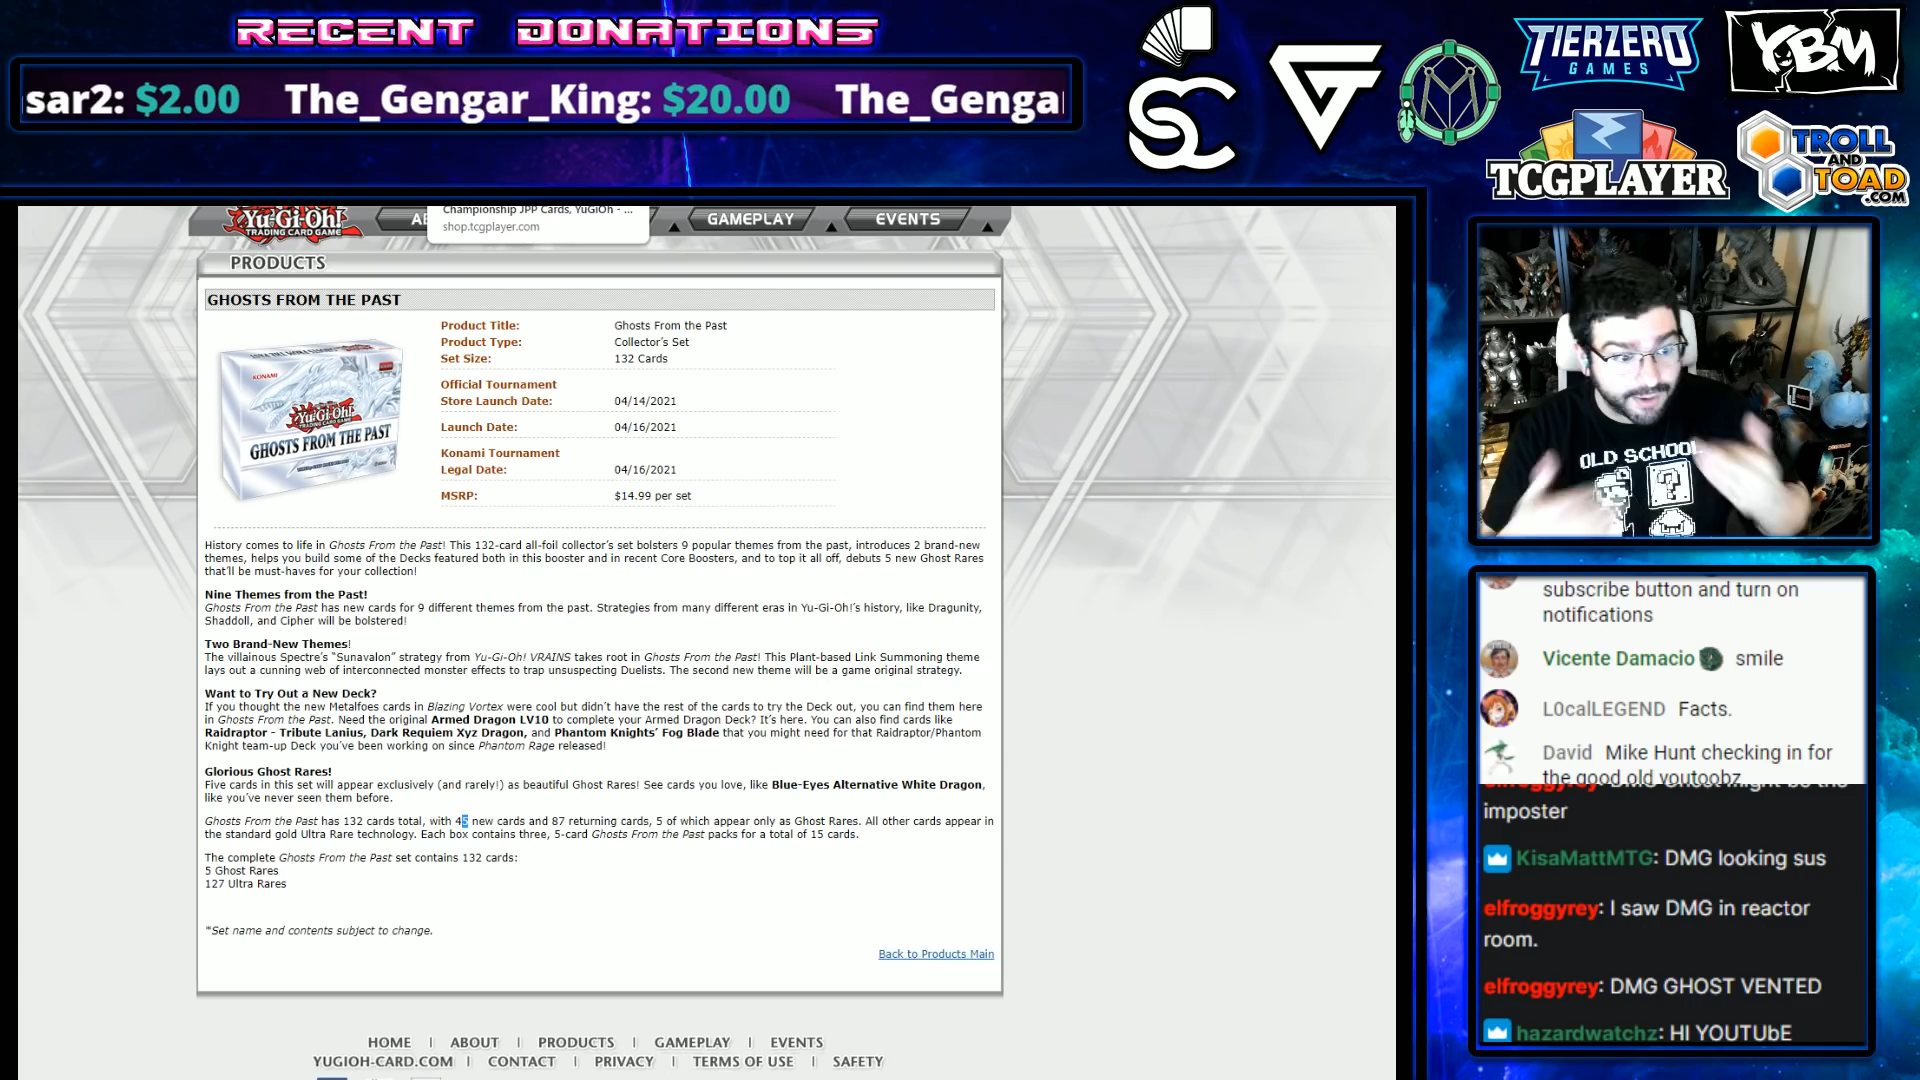 RECENT DONATIONS
sar2: $2.00 The_Gengar_King: $20.00 The_Genga
SC
TIERZERO
GAMES
YBM
TCGPLAYER
TROLL
AND
TOAD
.COM
Yu-Gi-Oh!
TRADING CARD GAME
Championship JPP Cards, YuGiOh - ...
shop.tcgplayer.com
GAMEPLAY
EVENTS
PRODUCTS
GHOSTS FROM THE PAST
KONAMI
Yu-Gi-Oh!
GHOSTS FROM THE PAST
Product Title: Ghosts From the Past
Product Type: Collector's Set
Set Size: 132 Cards
Official Tournament
Store Launch Date: 04/14/2021
Launch Date: 04/16/2021
Konami Tournament
Legal Date: 04/16/2021
MSRP: $14.99 per set
History comes to life in Ghosts From the Past! This 132-card all-foil collector's set bolsters 9 popular themes from the past, introduces 2 brand-new
themes, helps you build some of the Decks featured both in this booster and in recent Core Boosters, and to top it all off, debuts 5 new Ghost Rares
that'll be must-haves for your collection!
Nine Themes from the Past!
Ghosts From the Past has new cards for 9 different themes from the past. Strategies from many different eras in Yu-Gi-Oh!'s history, like Dragunity,
Shaddoll, and Cipher will be bolstered!
Two Brand-New Themes!
The villainous Spectre's "Sunavalon" strategy from Yu-Gi-Oh! VRAINS takes root in Ghosts From the Past! This Plant-based Link Summoning theme
lays out a cunning web of interconnected monster effects to trap unsuspecting Duelists. The second new theme will be a game original strategy.
Want to Try Out a New Deck?
If you thought the new Metalfoes cards in Blazing Vortex were cool but didn't have the rest of the cards to try the Deck out, you can find them here
in Ghosts From the Past. Need the original Armed Dragon LV10 to complete your Armed Dragon Deck? It's here. You can also find cards like
Raidraptor - Tribute Lanius, Dark Requiem Xyz Dragon, and Phantom Knights' Fog Blade that you might need for that Raidraptor/Phantom
Knight team-up Deck you've been working on since Phantom Rage released!
Glorious Ghost Rares!
Five cards in this set will appear exclusively (and rarely!) as beautiful Ghost Rares! See cards you love, like Blue-Eyes Alternative White Dragon,
like you've never seen them before.
Ghosts From the Past has 132 cards total, with 45 new cards and 87 returning cards, 5 of which appear only as Ghost Rares. All other cards appear in
the standard gold Ultra Rare technology. Each box contains three, 5-card Ghosts From the Past packs for a total of 15 cards.
The complete Ghosts From the Past set contains 132 cards:
5 Ghost Rares
127 Ultra Rares
*Set name and contents subject to change.
Back to Products Main
HOME | ABOUT | PRODUCTS | GAMEPLAY | EVENTS
YUGIOH-CARD.COM | CONTACT | PRIVACY | TERMS OF USE | SAFETY
OLD SCHOOL
?
subscribe button and turn on
notifications
Vicente Damacio smile
L0calLEGEND Facts.
David Mike Hunt checking in for
the good old youtoobz
elfroggyrey: DMG Ghost might be the
imposter
KisaMattMTG: DMG looking sus
elfroggyrey: I saw DMG in reactor
room.
elfroggyrey: DMG GHOST VENTED
hazardwatchz: HI YOUTUbE